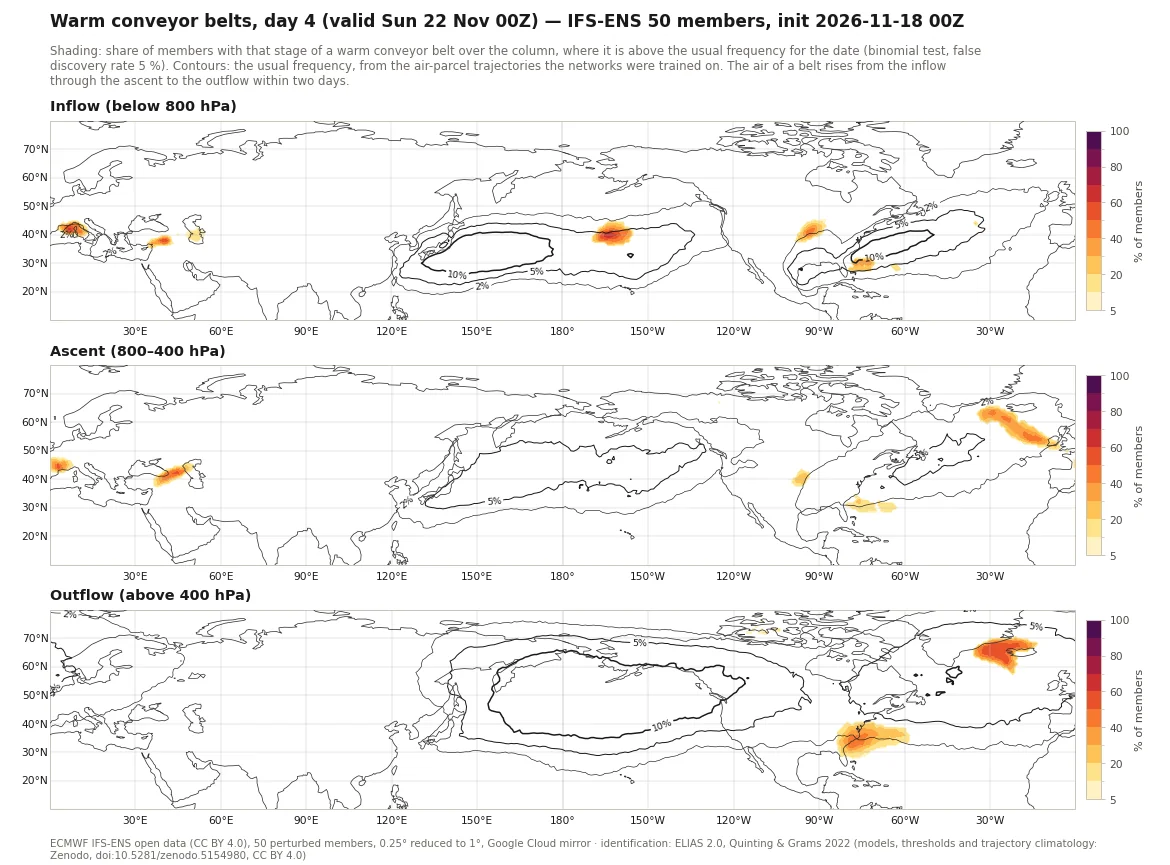 Warm conveyor belts, day 4 (valid Sun 22 Nov 00Z) — IFS-ENS 50 members, init 2026-11-18 00Z
Shading: share of members with that stage of a warm conveyor belt over the column, where it is above the usual frequency for the date (binomial test, false
discovery rate 5 %). Contours: the usual frequency, from the air-parcel trajectories the networks were trained on. The air of a belt rises from the inflow
through the ascent to the outflow within two days.
Inflow (below 800 hPa)
70°N
60°N
50°N
40°N
30°N
20°N
2%
2%
10%
5%
2%
2%
5%
10%
30°E 60°E 90°E 120°E 150°E 180° 150°W 120°W 90°W 60°W 30°W
100
80
60
40
20
5
% of members
Ascent (800–400 hPa)
70°N
60°N
50°N
40°N
30°N
20°N
2%
5%
5%
2%
30°E 60°E 90°E 120°E 150°E 180° 150°W 120°W 90°W 60°W 30°W
100
80
60
40
20
5
% of members
Outflow (above 400 hPa)
70°N
60°N
50°N
40°N
30°N
20°N
2%
5%
10%
2%
5%
30°E 60°E 90°E 120°E 150°E 180° 150°W 120°W 90°W 60°W 30°W
100
80
60
40
20
5
% of members
ECMWF IFS-ENS open data (CC BY 4.0), 50 perturbed members, 0.25° reduced to 1°, Google Cloud mirror · identification: ELIAS 2.0, Quinting & Grams 2022 (models, thresholds and trajectory climatology:
Zenodo, doi:10.5281/zenodo.5154980, CC BY 4.0)